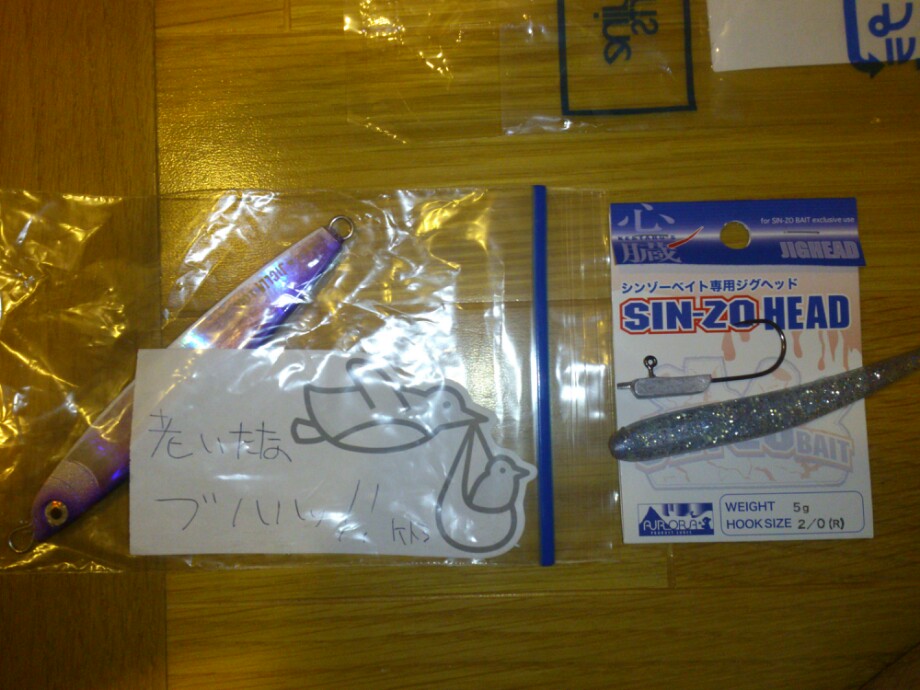 老いたな
ブハハッ!!
心臓
for SIN-ZO BAIT exclusive use
JIGHEAD
シンゾーベイト専用ジグヘッド
SIN-ZO HEAD
BAIT
AURORA
WEIGHT 5g
HOOK SIZE 2/0 (R)